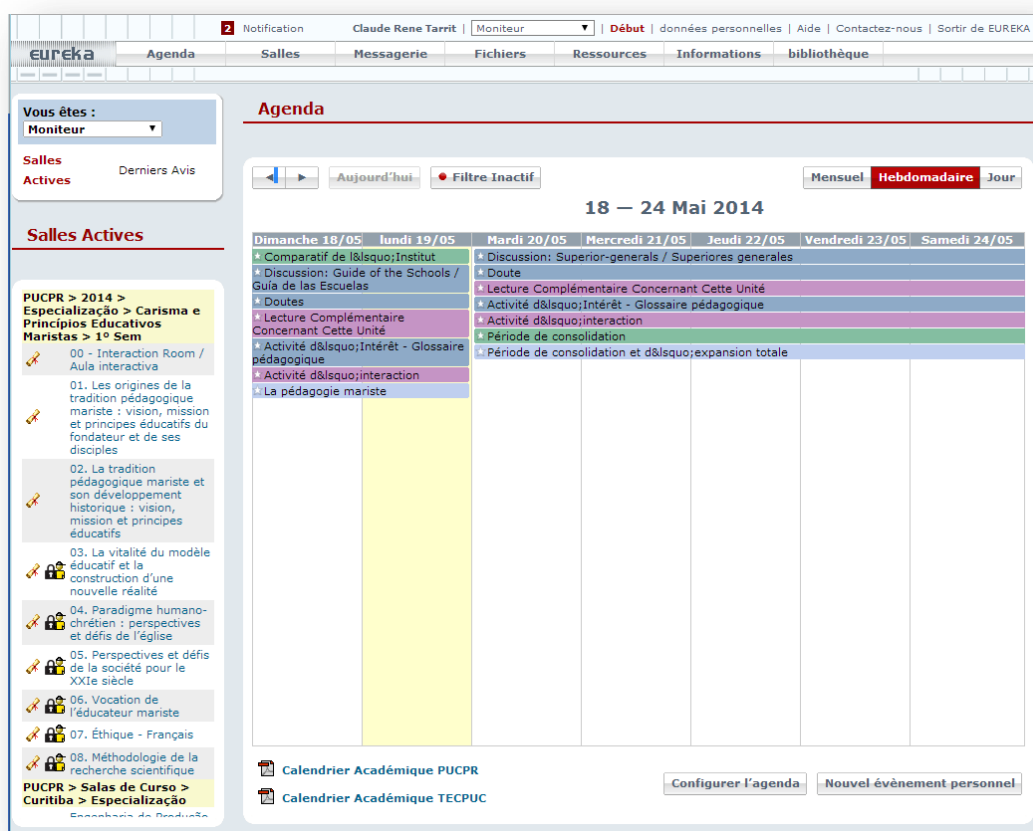 2 Notification Claude Rene Tarrit | Moniteur | Début | données personnelles | Aide | Contactez-nous | Sortir de EUREKA
eureka Agenda Salles Messagerie Fichiers Ressources Informations bibliothèque
Vous êtes :
Moniteur
Salles
Actives
Derniers Avis
Salles Actives
PUCPR > 2014 >
Especialização > Carisma e
Princípios Educativos
Maristas > 1º Sem
00 - Interaction Room /
Aula interactiva
01. Les origines de la
tradition pédagogique
mariste : vision, mission
et principes éducatifs du
fondateur et de ses
disciples
02. La tradition
pédagogique mariste et
son développement
historique : vision,
mission et principes
éducatifs
03. La vitalité du modèle
éducatif et la
construction d'une
nouvelle réalité
04. Paradigme humano-
chrétien : perspectives
et défis de l'église
05. Perspectives et défis
de la société pour le
XXIe siècle
06. Vocation de
l'éducateur mariste
07. Éthique - Français
08. Méthodologie de la
recherche scientifique
PUCPR > Salas de Curso >
Curitiba > Especialização
Engenharia de Produção
Agenda
Aujourd'hui Filtre Inactif Mensuel Hebdomadaire Jour
18 — 24 Mai 2014
Dimanche 18/05 lundi 19/05 Mardi 20/05 Mercredi 21/05 Jeudi 22/05 Vendredi 23/05 Samedi 24/05
Comparatif de l&lsquo;Institut
Discussion: Guide of the Schools /
Guía de las Escuelas
Doutes
Lecture Complémentaire
Concernant Cette Unité
Activité d&lsquo;Intérêt - Glossaire
pédagogique
Activité d&lsquo;interaction
La pédagogie mariste
Discussion: Superior-generals / Superiores generales
Doute
Lecture Complémentaire Concernant Cette Unité
Activité d&lsquo;Intérêt - Glossaire pédagogique
Activité d&lsquo;interaction
Période de consolidation
Période de consolidation et d&lsquo;expansion totale
Calendrier Académique PUCPR
Calendrier Académique TECPUC
Configurer l'agenda Nouvel évènement personnel